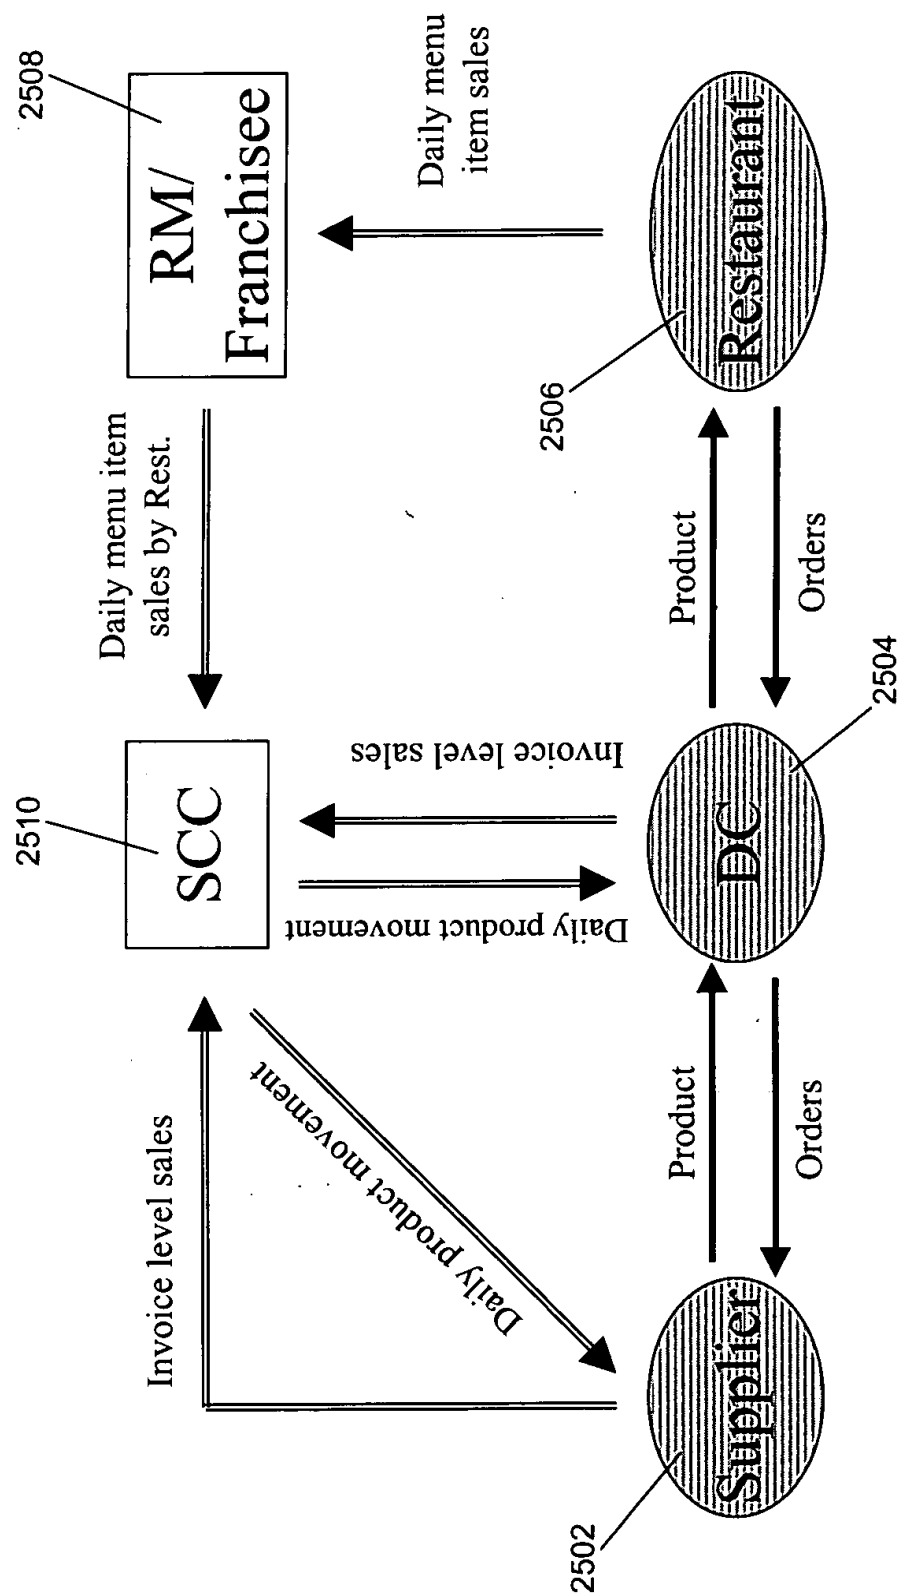 2510
2508
SCC
RM/
Franchisee
Invoice level sales
Daily menu item
sales by Rest.
Daily product movement
Daily product movement
Invoice level sales
Daily menu
item sales
2502
Supplier
Product
Orders
DC
2504
Product
Orders
2506
Restaurant